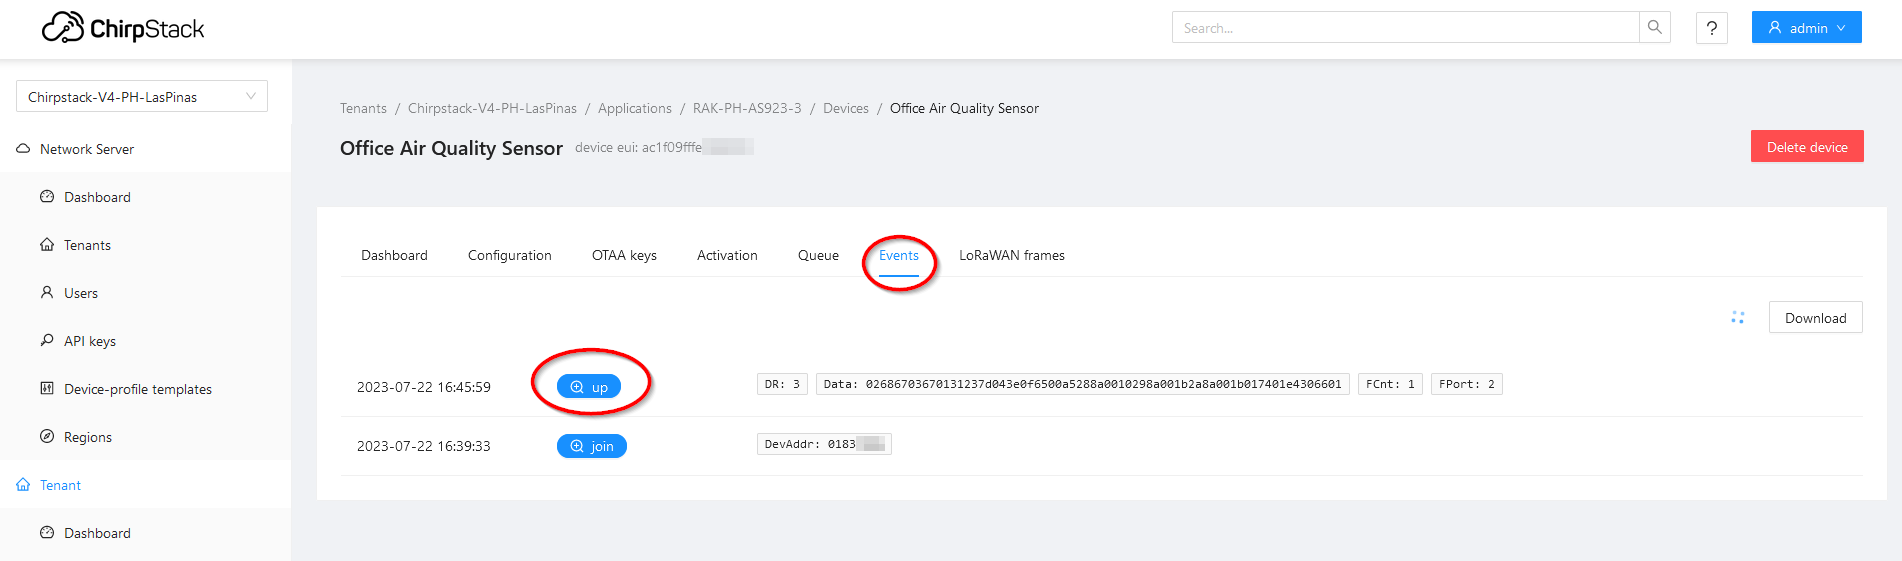 ChirpStack
Search...
?
admin
Chirpstack-V4-PH-LasPinas
Tenants / Chirpstack-V4-PH-LasPinas / Applications / RAK-PH-AS923-3 / Devices / Office Air Quality Sensor
Office Air Quality Sensor device eui: ac1f09fffe
Delete device
Network Server
Dashboard
Tenants
Users
API keys
Device-profile templates
Regions
Tenant
Dashboard
Dashboard Configuration OTAA keys Activation Queue Events LoRaWAN frames
Download
2023-07-22 16:45:59 up DR: 3 Data: 02686703670131237d043e0f6500a5288a0010298a001b2a8a001b017401e4306601 FCnt: 1 FPort: 2
2023-07-22 16:39:33 join DevAddr: 0183